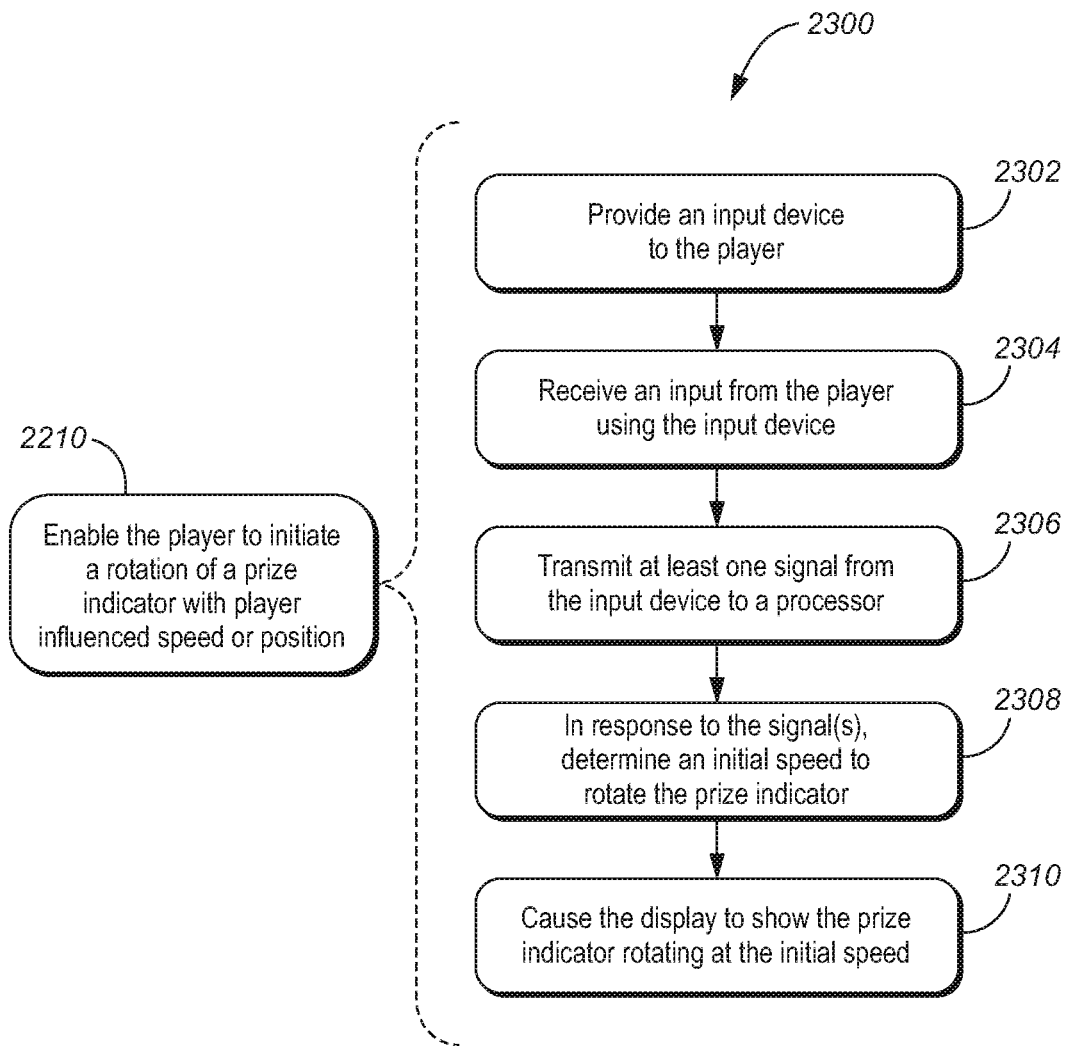 2300
2302
Provide an input device
to the player
2304
Receive an input from the player
using the input device
2210
Enable the player to initiate
a rotation of a prize
indicator with player
influenced speed or position
2306
Transmit at least one signal from
the input device to a processor
2308
In response to the signal(s),
determine an initial speed to
rotate the prize indicator
2310
Cause the display to show the prize
indicator rotating at the initial speed